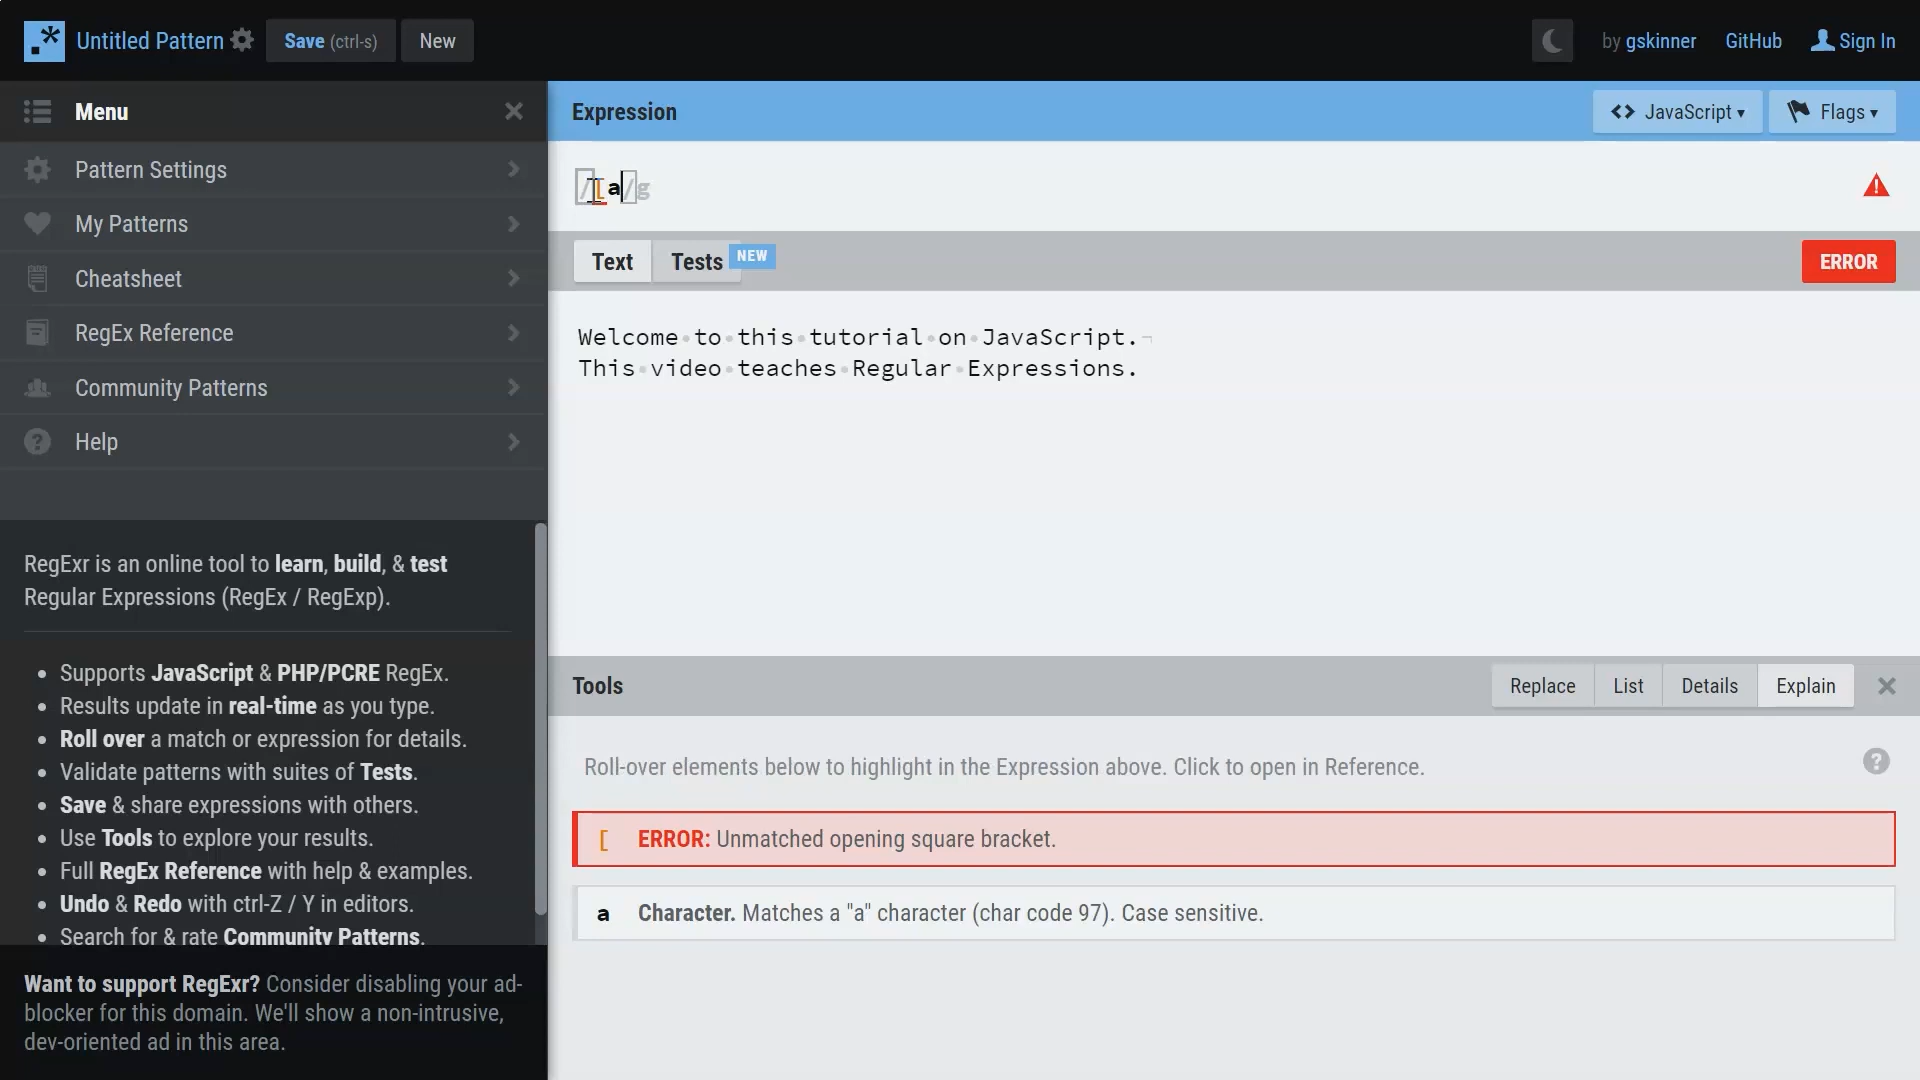 .* Untitled Pattern Save (ctrl-s) New by gskinner GitHub Sign In
Menu
Pattern Settings
My Patterns
Cheatsheet
RegEx Reference
Community Patterns
? Help
RegExr is an online tool to learn, build, & test
Regular Expressions (RegEx / RegExp).
• Supports JavaScript & PHP/PCRE RegEx.
• Results update in real-time as you type.
• Roll over a match or expression for details.
• Validate patterns with suites of Tests.
• Save & share expressions with others.
• Use Tools to explore your results.
• Full RegEx Reference with help & examples.
• Undo & Redo with ctrl-Z / Y in editors.
• Search for & rate Community Patterns.
Want to support RegExr? Consider disabling your ad-
blocker for this domain. We'll show a non-intrusive,
dev-oriented ad in this area.
Expression <> JavaScript ▾ Flags ▾
/[a/g
Text Tests NEW ERROR
Welcome•to•this•tutorial•on•JavaScript.¬
This•video•teaches•Regular•Expressions.
Tools Replace List Details Explain
Roll-over elements below to highlight in the Expression above. Click to open in Reference. ?
[ ERROR: Unmatched opening square bracket.
a Character. Matches a "a" character (char code 97). Case sensitive.